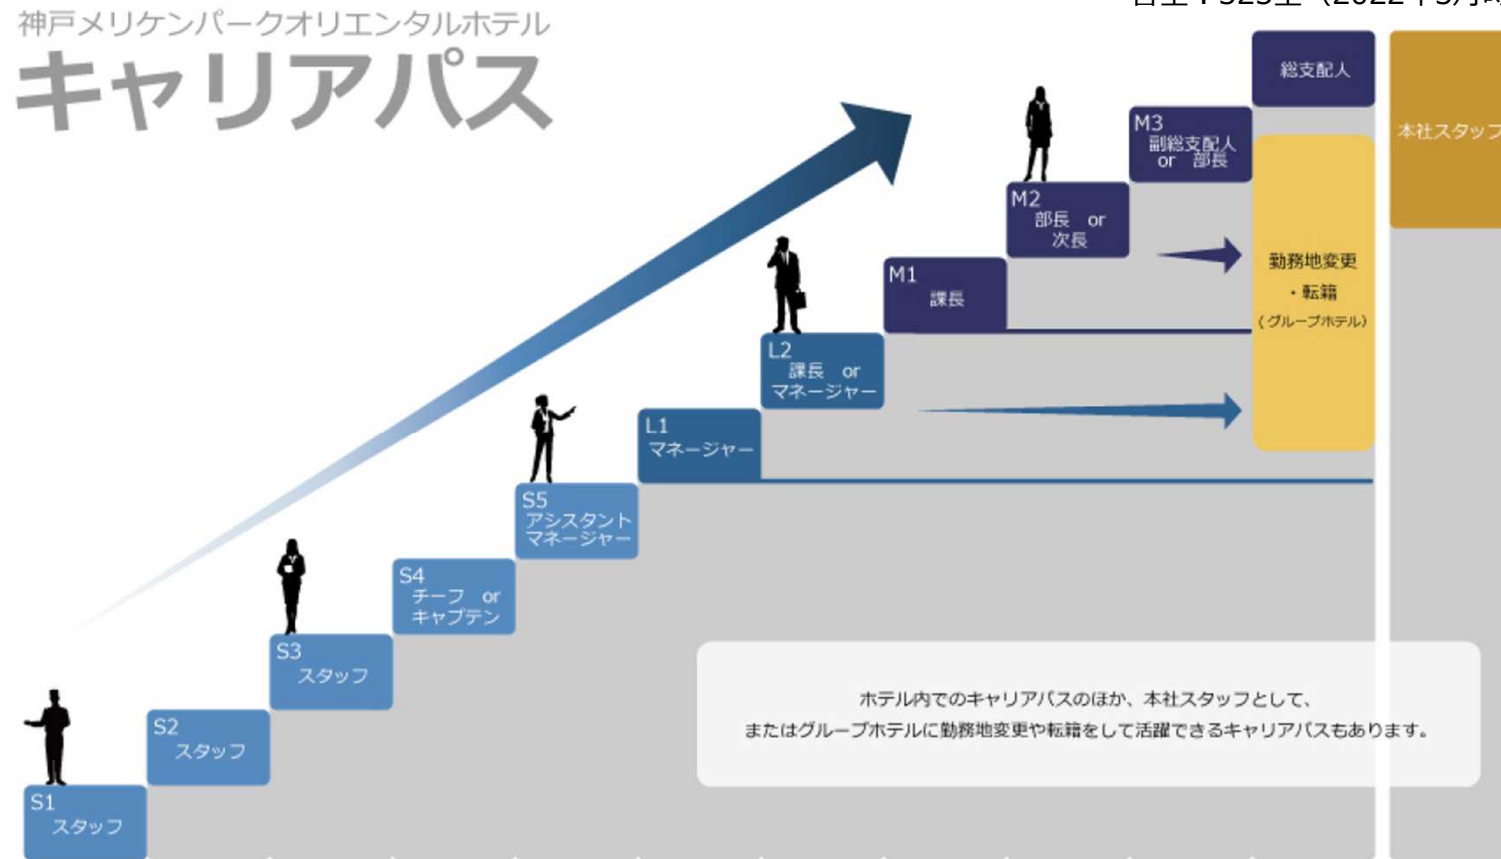 神戸メリケンパークオリエンタルホテル
キャリアパス
総支配人
本社スタッフ
M3
副総支配人
or 部長
M2
部長 or
次長
勤務地変更
・転籍
(グループホテル)
M1
課長
L2
課長 or
マネージャー
L1
マネージャー
S5
アシスタント
マネージャー
S4
チーフ or
キャプテン
S3
スタッフ
ホテル内でのキャリアパスのほか、本社スタッフとして、
またはグループホテルに勤務地変更や転籍をして活躍できるキャリアパスもあります。
S2
スタッフ
S1
スタッフ